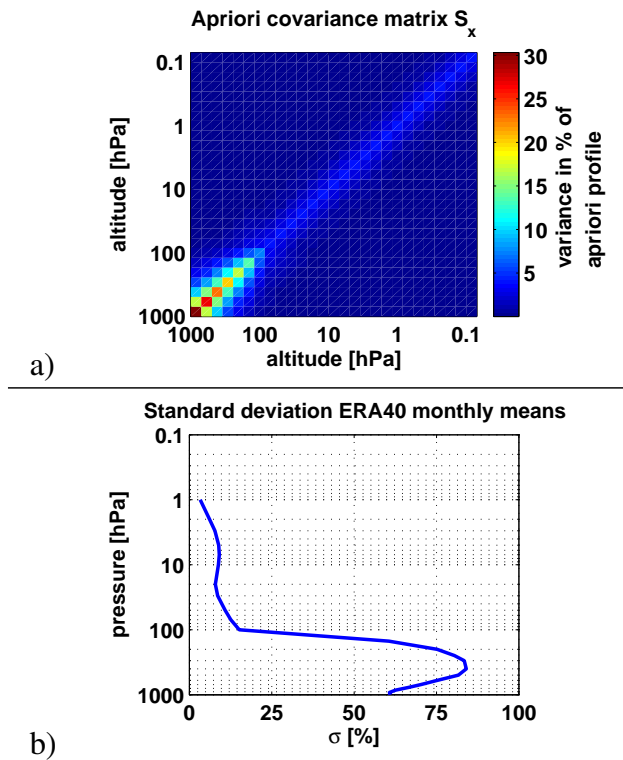 Apriori covariance matrix S_x
0.1
1
10
100
1000
altitude [hPa]
1000 100 10 1 0.1
altitude [hPa]
30
25
20
15
10
5
variance in % of
apriori profile
a)
Standard deviation ERA40 monthly means
0.1
1
10
100
1000
pressure [hPa]
0 25 50 75 100
σ [%]
b)